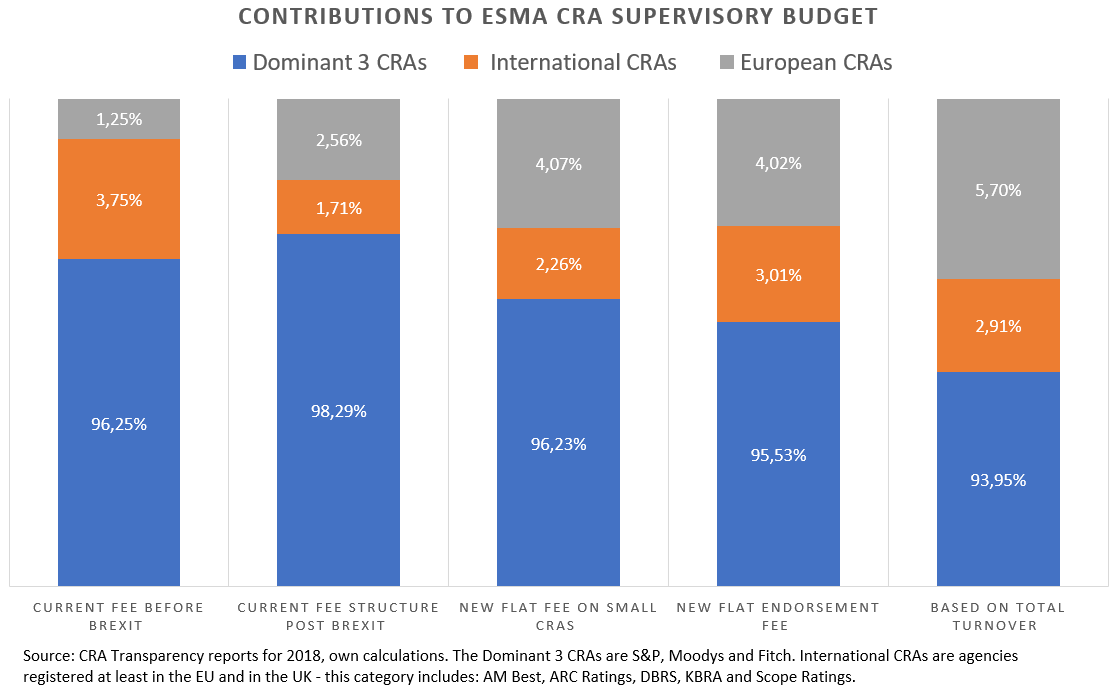 CONTRIBUTIONS TO ESMA CRA SUPERVISORY BUDGET
Dominant 3 CRAs
International CRAs
European CRAs
1,25%
2,56%
4,07%
4,02%
5,70%
3,75%
1,71%
2,26%
3,01%
2,91%
96,25%
98,29%
96,23%
95,53%
93,95%
CURRENT FEE BEFORE
BREXIT
CURRENT FEE STRUCTURE
POST BREXIT
NEW FLAT FEE ON SMALL
CRAS
NEW FLAT ENDORSEMENT
FEE
BASED ON TOTAL
TURNOVER
Source: CRA Transparency reports for 2018, own calculations. The Dominant 3 CRAs are S&P, Moodys and Fitch. International CRAs are agencies
registered at least in the EU and in the UK - this category includes: AM Best, ARC Ratings, DBRS, KBRA and Scope Ratings.